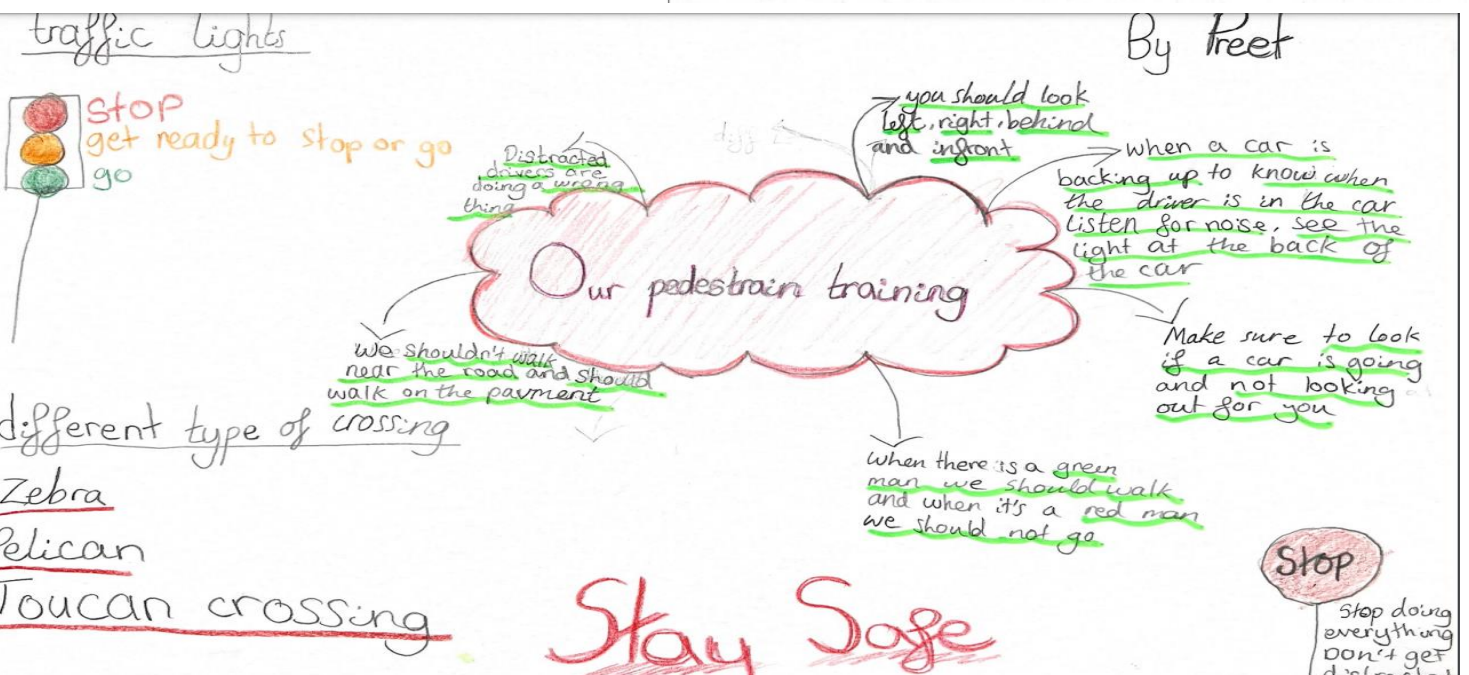 traffic lights
By Preet
Stop
get ready to stop or go
go
Distracted
drivers are
doing a wrong
thing
you should look
left, right, behind
and infront
when a car is
backing up to know when
the driver is in the car
listen for noise, see the
light at the back of
the car
Our pedestrain training
we shouldn't walk
near the road and should
walk on the pavment
Make sure to look
if a car is going
and not looking
out for you
when there is a green
man we should walk
and when it's a red man
we should not go.
different type of crossing
Zebra
Pelican
Toucan crossing
Stay Safe
Stop
Stop doing
everything
Don't get
distracted